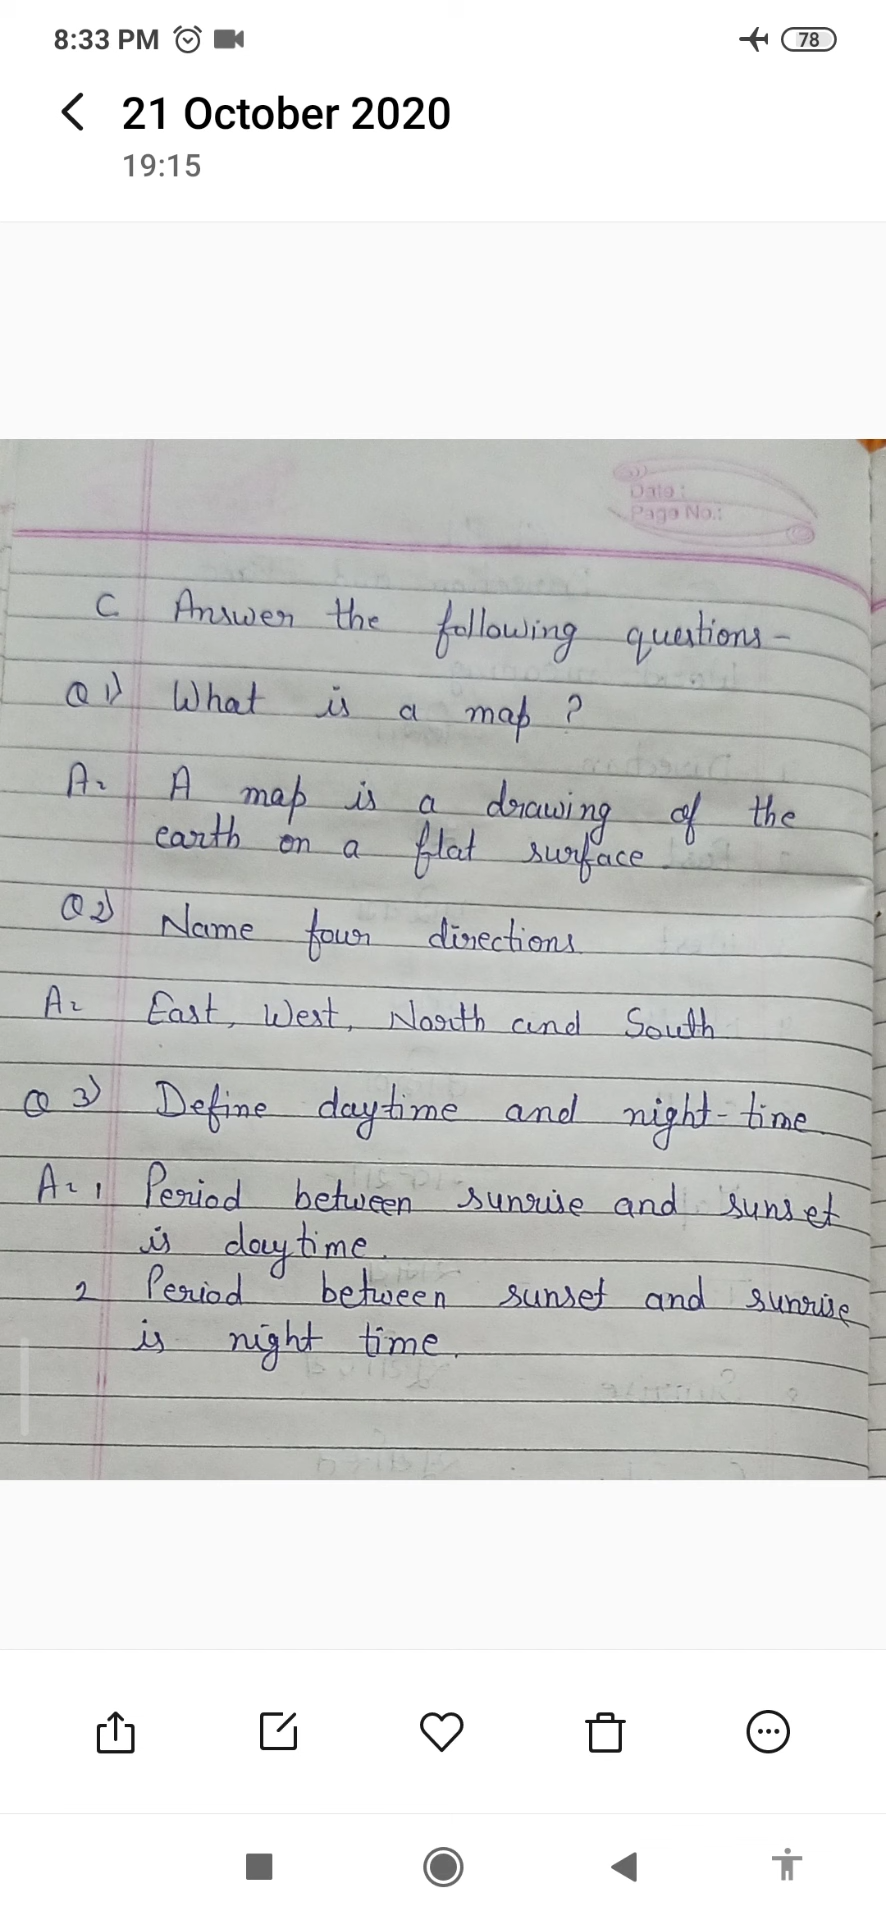 8:33 PM
78
21 October 2020
19:15
Date:
Page No.:
C Answer the following questions-
Q 1) What is a map ?
A= A map is a drawing of the
earth on a flat surface
Q 2) Name four directions
A= East, West, North and South
Q 3) Define daytime and night-time
A= 1 Period between sunrise and sunset
is daytime.
2 Period between sunset and sunrise
is night time.